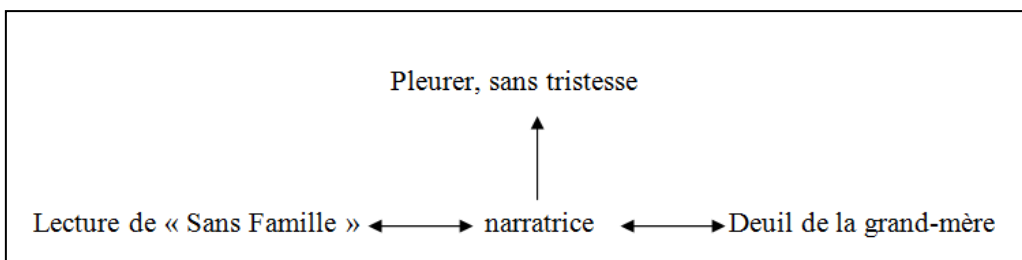 Pleurer, sans tristesse
Lecture de « Sans Famille » narratrice Deuil de la grand-mère